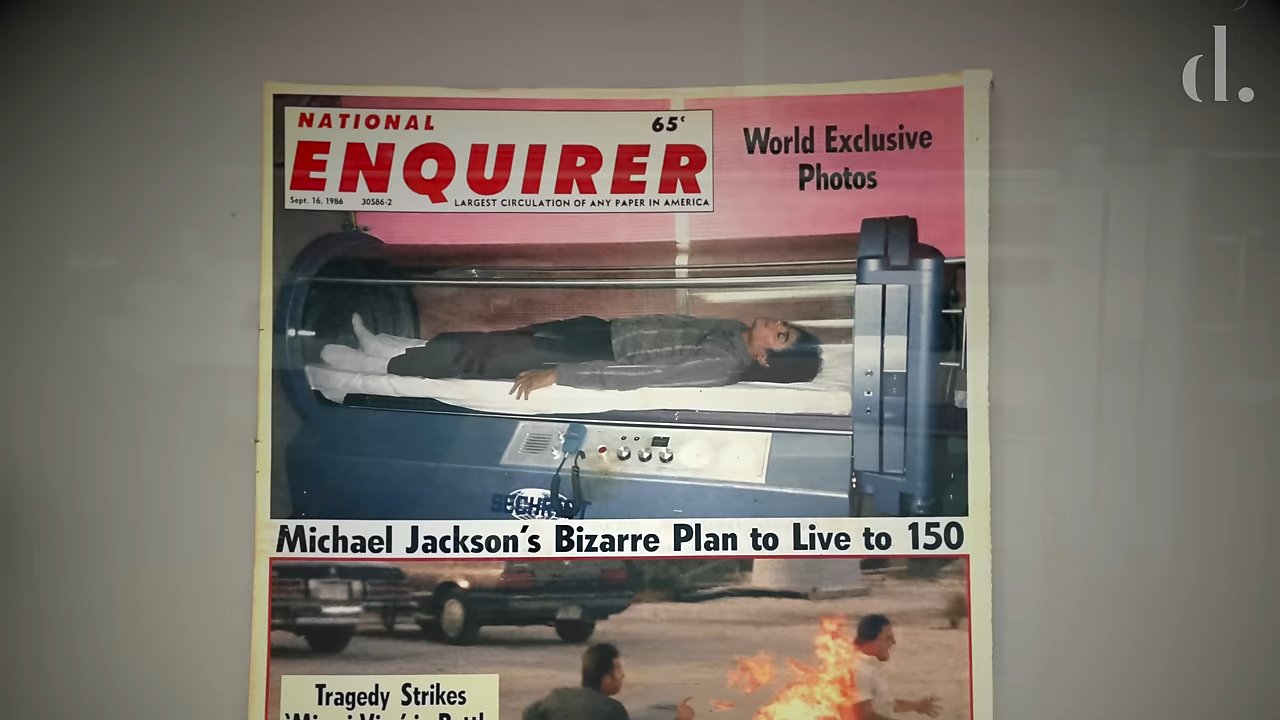 d.
NATIONAL
65¢
ENQUIRER
Sept. 16, 1986 30586-2 LARGEST CIRCULATION OF ANY PAPER IN AMERICA
World Exclusive
Photos
Michael Jackson's Bizarre Plan to Live to 150
Tragedy Strikes